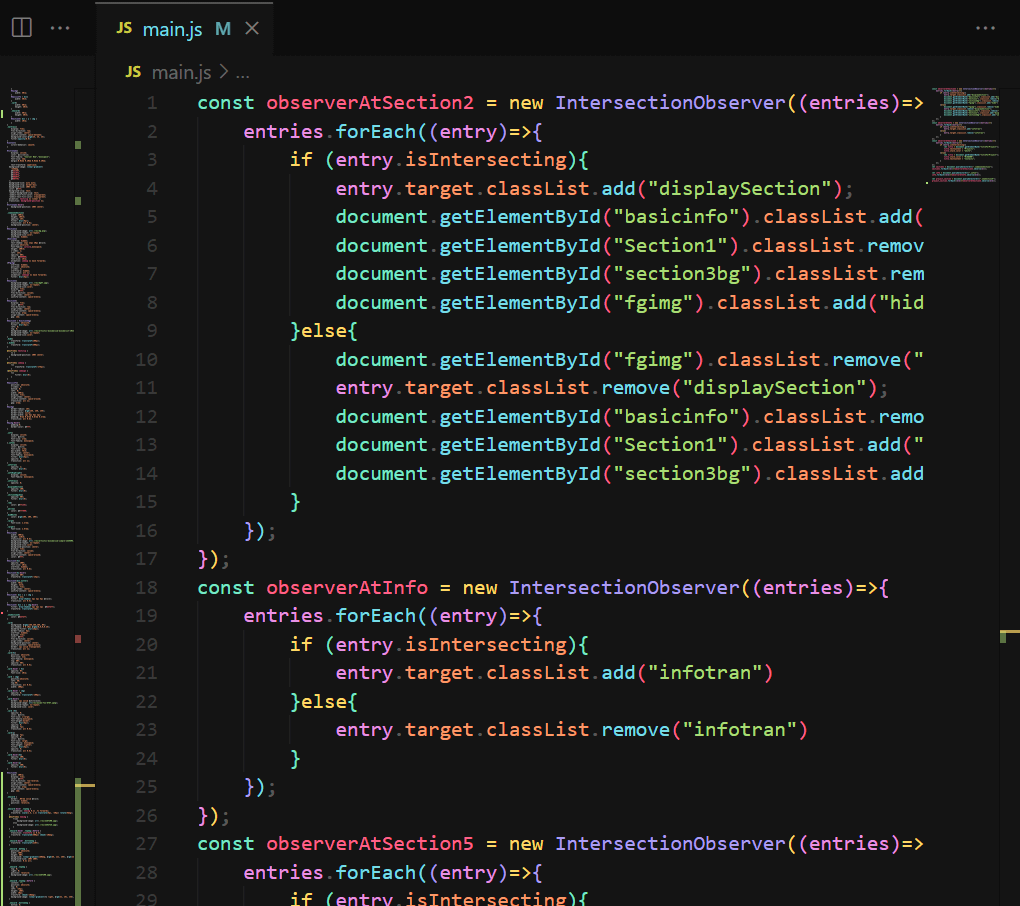 JS main.js M
JS main.js > ...
1 const observerAtSection2 = new IntersectionObserver((entries)=>
2 entries.forEach((entry)=>{
3 if (entry.isIntersecting){
4 entry.target.classList.add("displaySection");
5 document.getElementById("basicinfo").classList.add(
6 document.getElementById("Section1").classList.remov
7 document.getElementById("section3bg").classList.rem
8 document.getElementById("fgimg").classList.add("hid
9 }else{
10 document.getElementById("fgimg").classList.remove("
11 entry.target.classList.remove("displaySection");
12 document.getElementById("basicinfo").classList.remo
13 document.getElementById("Section1").classList.add("
14 document.getElementById("section3bg").classList.add
15 }
16 });
17 });
18 const observerAtInfo = new IntersectionObserver((entries)=>{
19 entries.forEach((entry)=>{
20 if (entry.isIntersecting){
21 entry.target.classList.add("infotran")
22 }else{
23 entry.target.classList.remove("infotran")
24 }
25 });
26 });
27 const observerAtSection5 = new IntersectionObserver((entries)=>
28 entries.forEach((entry)=>{
29 if (entry.isIntersecting){